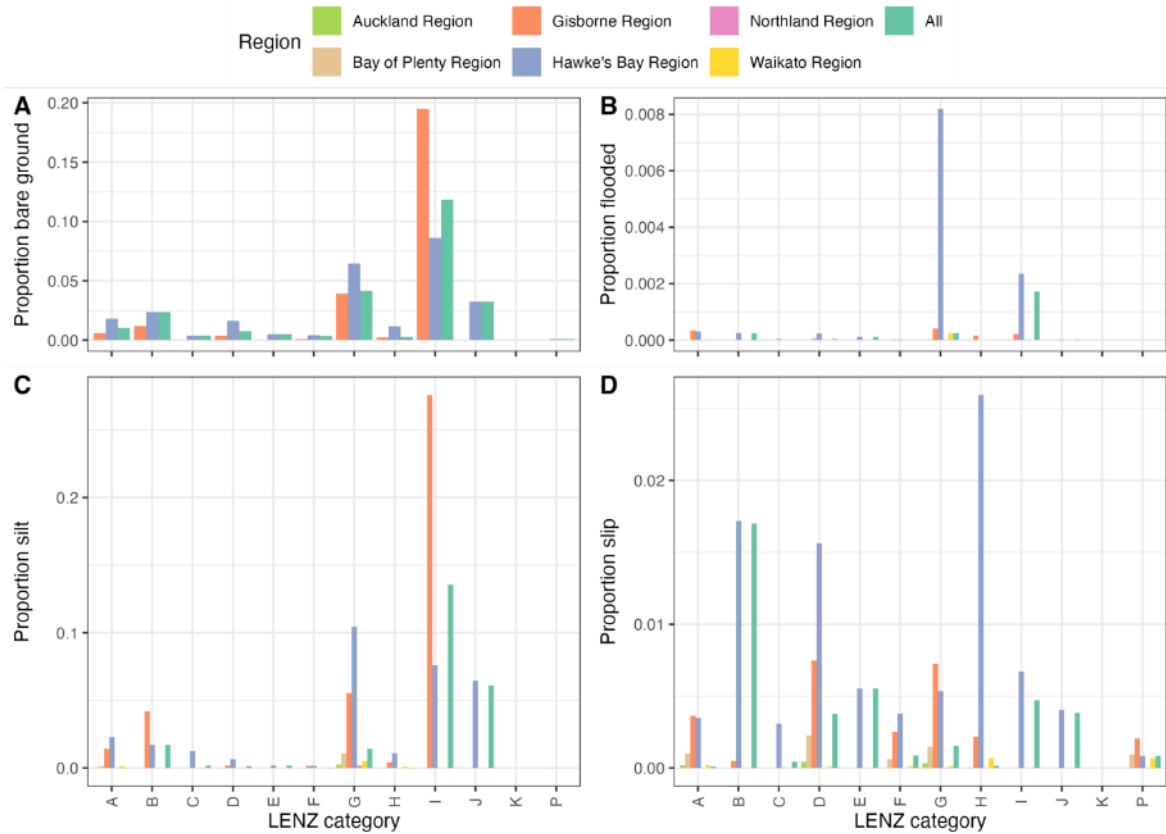 Region
Auckland Region
Gisborne Region
Northland Region
All
Bay of Plenty Region
Hawke's Bay Region
Waikato Region
A
Proportion bare ground
0.20
0.15
0.10
0.05
0.00
B
Proportion flooded
0.008
0.006
0.004
0.002
0.000
C
Proportion silt
0.2
0.1
0.0
A B C D E F G H I J K P
LENZ category
D
Proportion slip
0.02
0.01
0.00
A B C D E F G H I J K P
LENZ category